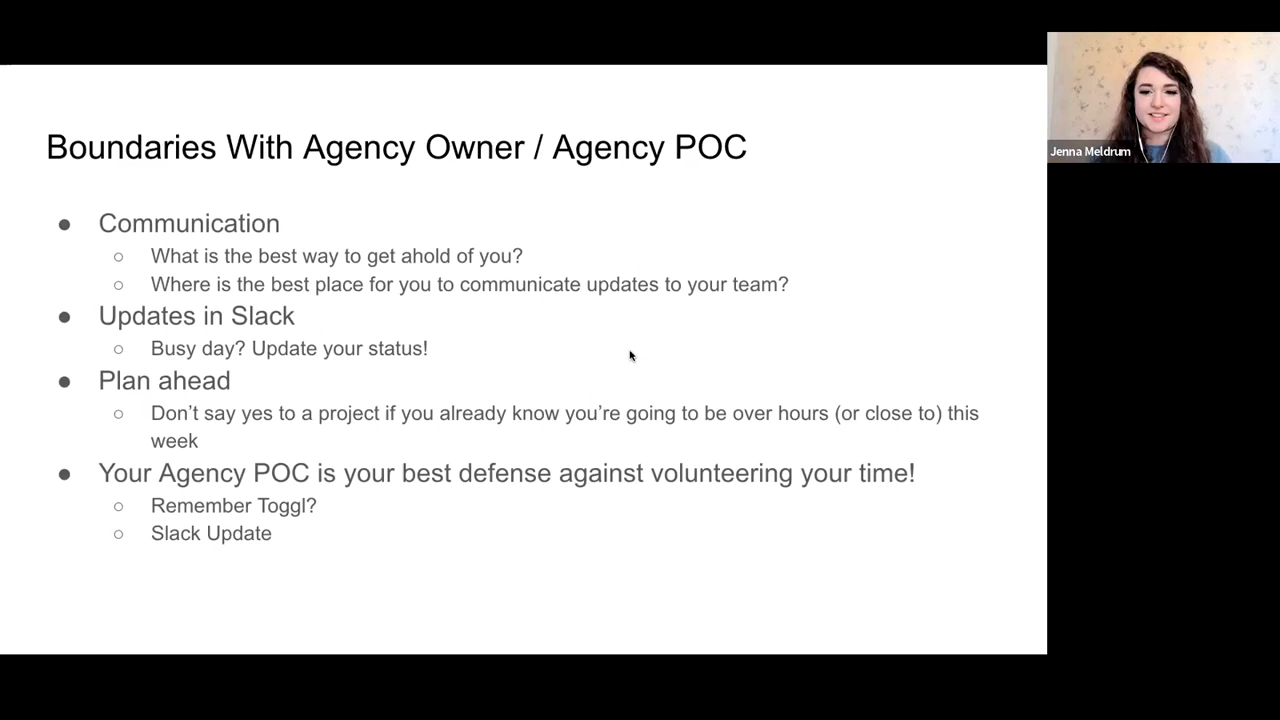 Boundaries With Agency Owner / Agency POC
● Communication
○ What is the best way to get ahold of you?
○ Where is the best place for you to communicate updates to your team?
● Updates in Slack
○ Busy day? Update your status!
● Plan ahead
○ Don’t say yes to a project if you already know you’re going to be over hours (or close to) this
week
● Your Agency POC is your best defense against volunteering your time!
○ Remember Toggl?
○ Slack Update
Jenna Meldrum